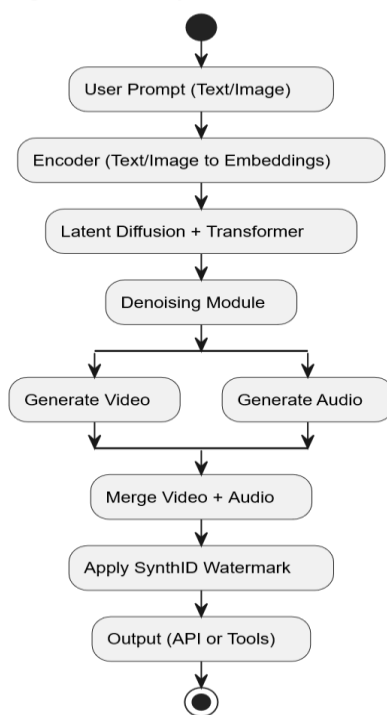 User Prompt (Text/Image)
Encoder (Text/Image to Embeddings)
Latent Diffusion + Transformer
Denoising Module
Generate Video
Generate Audio
Merge Video + Audio
Apply SynthID Watermark
Output (API or Tools)